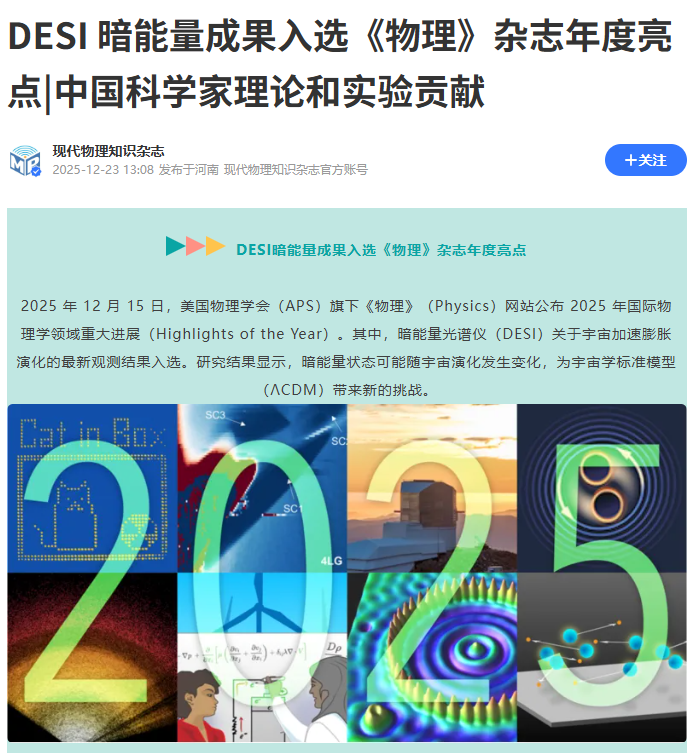 DESI 暗能量成果入选《物理》杂志年度亮
点|中国科学家理论和实验贡献
现代物理知识杂志
2025-12-23 13:08 发布于河南 现代物理知识杂志官方账号
+关注
DESI暗能量成果入选《物理》杂志年度亮点
2025 年 12 月 15 日，美国物理学会（APS）旗下《物理》（Physics）网站公布 2025 年国际物
理学领域重大进展（Highlights of the Year）。其中，暗能量光谱仪（DESI）关于宇宙加速膨胀
演化的最新观测结果入选。研究结果显示，暗能量状态可能随宇宙演化发生变化，为宇宙学标准模型
（ΛCDM）带来新的挑战。
Cat in Box
SC3
SC1
4LG
2025